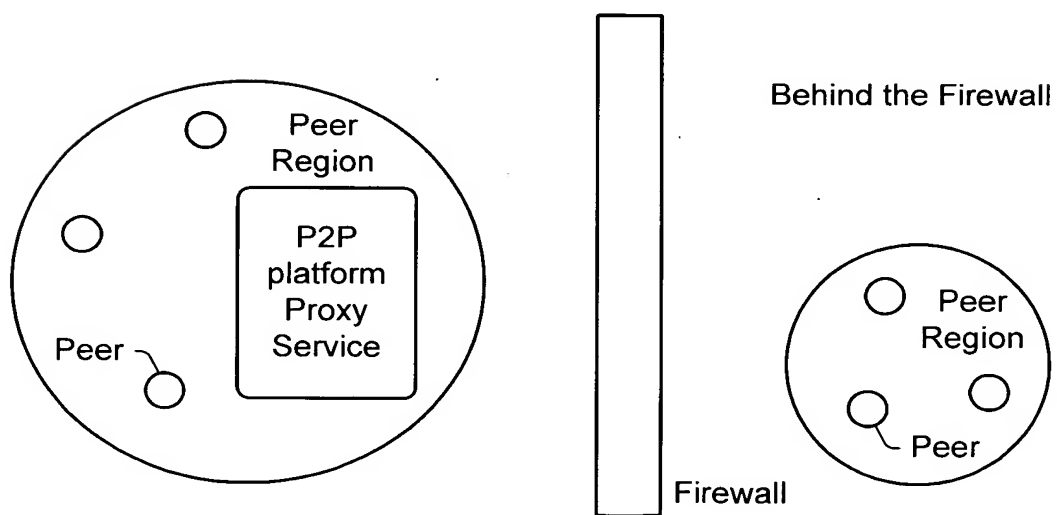 Peer
Region
P2P
platform
Proxy
Service
Peer
Behind the Firewall
Peer
Region
Peer
Firewall